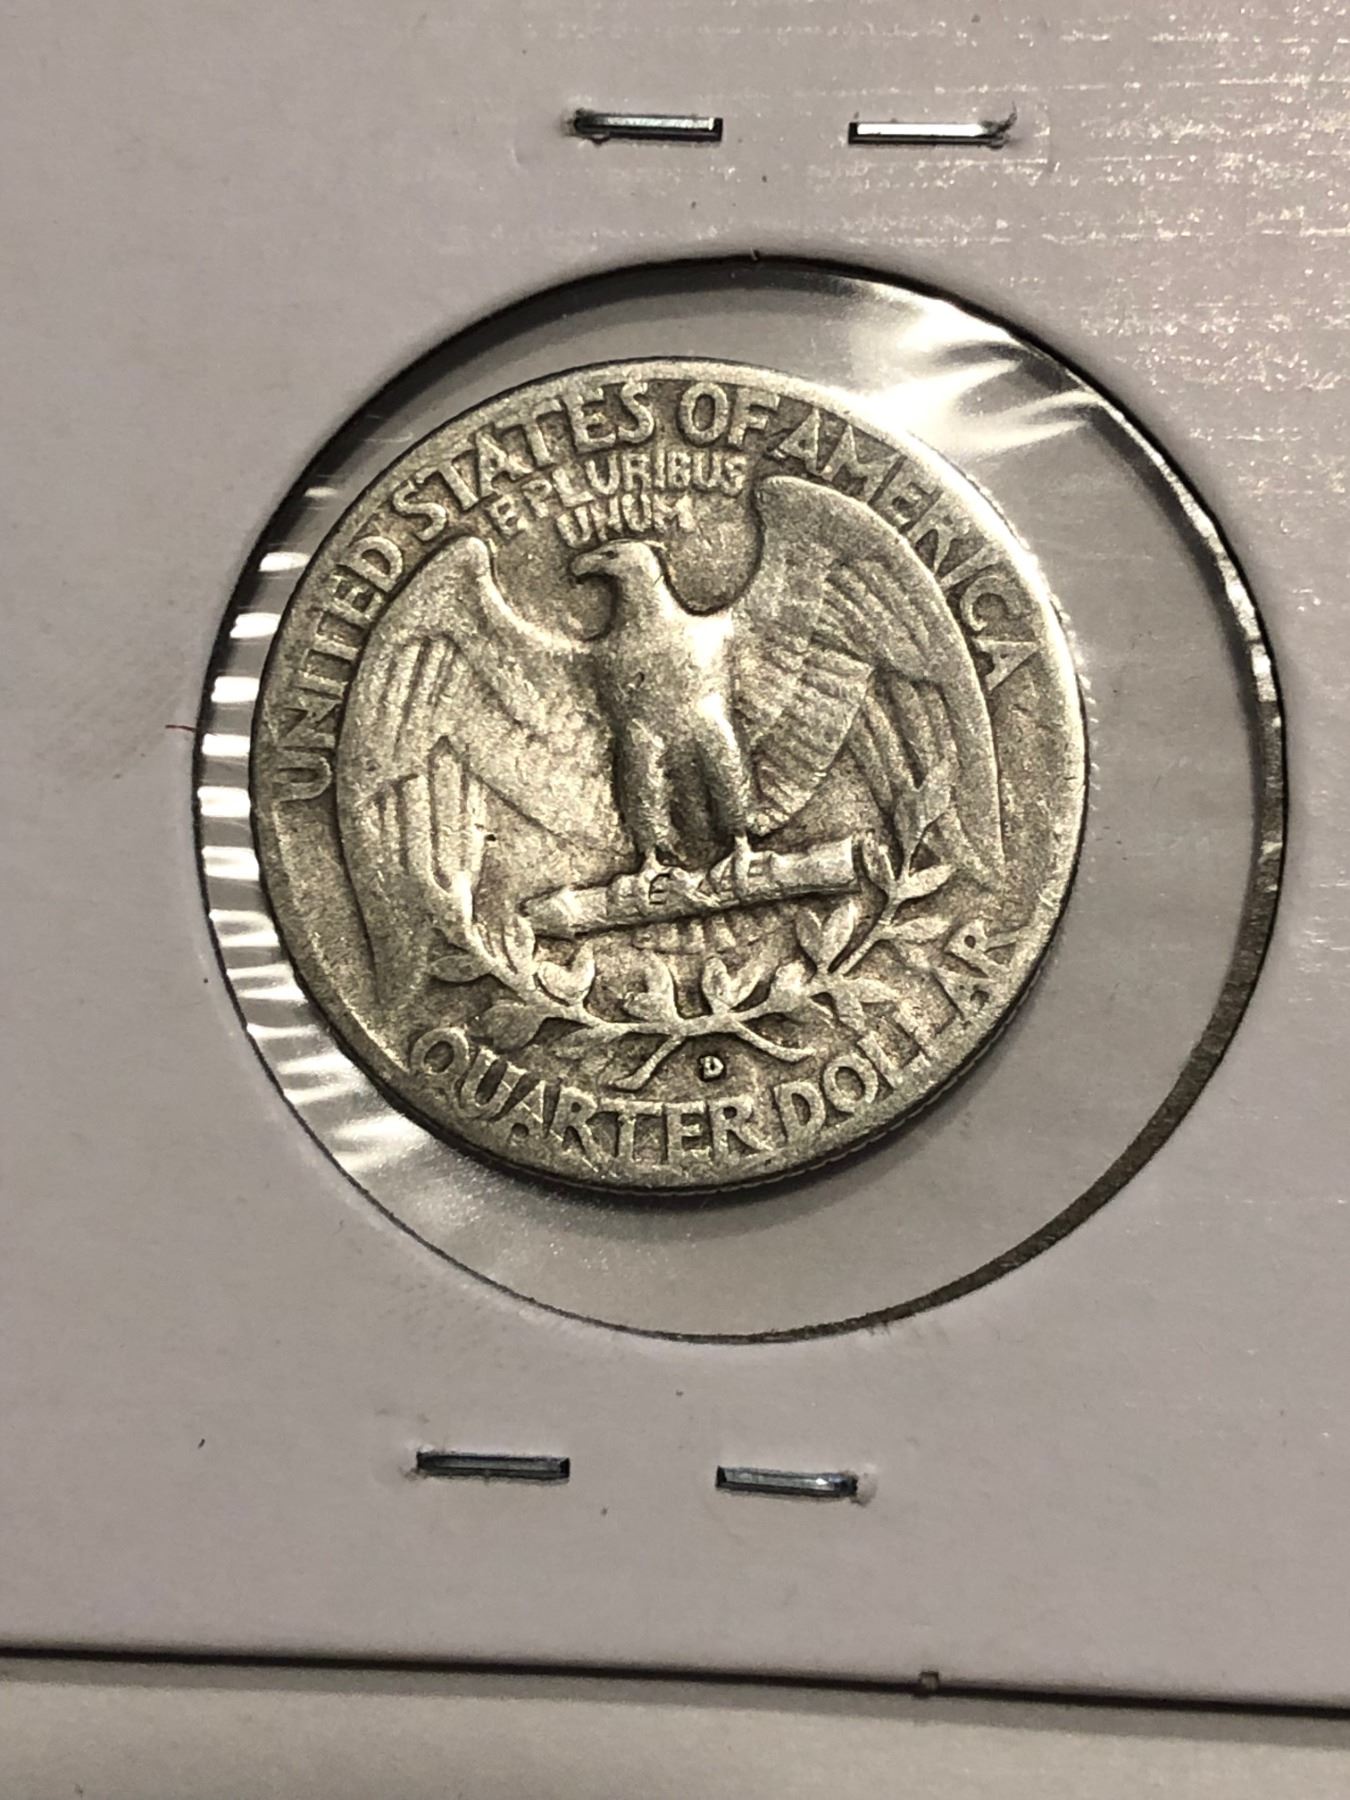 UNITED STATES OF AMERICA
E PLURIBUS
UNUM
D
QUARTER DOLLAR